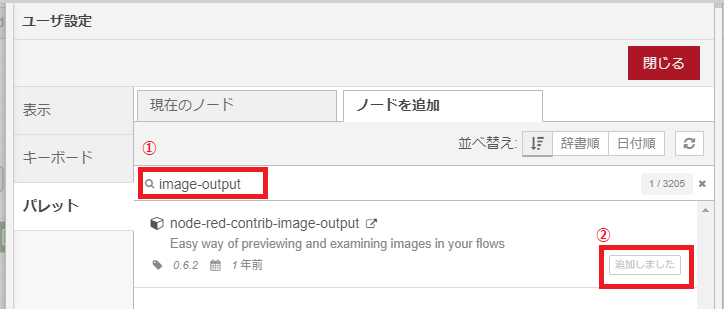 ユーザ設定
閉じる
表示
キーボード
パレット
現在のノード
ノードを追加
①
並べ替え:
辞書順
日付順
image-output
1 / 3205
node-red-contrib-image-output
Easy way of previewing and examining images in your flows
②
0.6.2
1 年前
追加しました